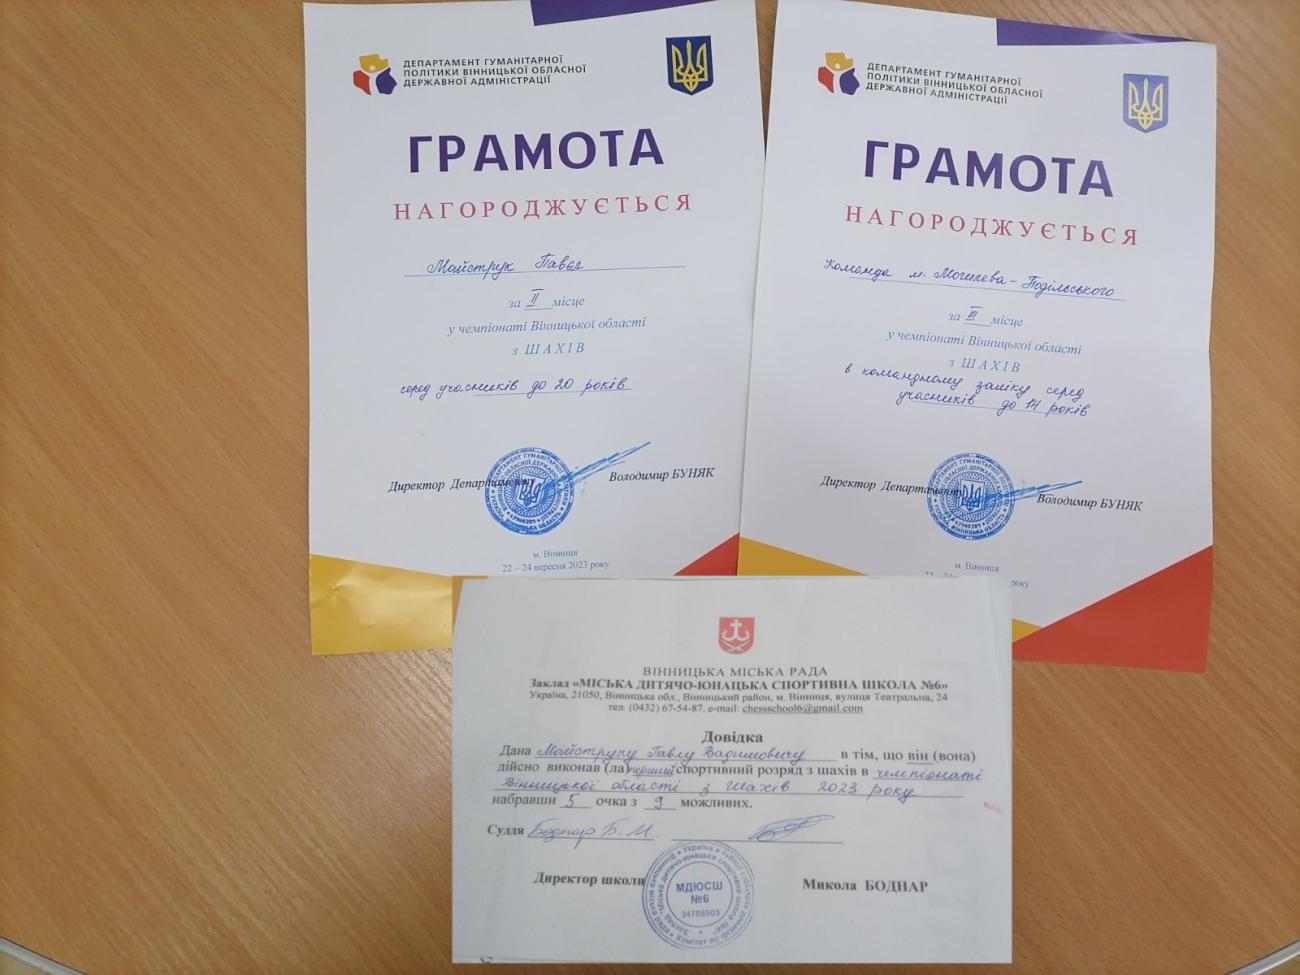 ДЕПАРТАМЕНТ ГУМАНІТАРНОЇ
ПОЛІТИКИ ВІННИЦЬКОЇ ОБЛАСНОЇ
ДЕРЖАВНОЇ АДМІНІСТРАЦІЇ
ГРАМОТА
НАГОРОДЖУЄТЬСЯ
Майструк Павєл
за ІІ місце
у чемпіонаті Вінницької області
з ШАХІВ
серед учасників до 20 років
Директор Департаменту Володимир БУНЯК
м. Вінниця
22 – 24 вересня 2023 року
ДЕПАРТАМЕНТ ГУМАНІТАРНОЇ
ПОЛІТИКИ ВІННИЦЬКОЇ ОБЛАСНОЇ
ДЕРЖАВНОЇ АДМІНІСТРАЦІЇ
ГРАМОТА
НАГОРОДЖУЄТЬСЯ
Команда м. Могилева-Подільського
за ІІІ місце
у чемпіонаті Вінницької області
з ШАХІВ
в командному заліку серед
учасників до 14 років
Директор Департаменту Володимир БУНЯК
м. Вінниця
року
ВІННИЦЬКА МІСЬКА РАДА
Заклад «МІСЬКА ДИТЯЧО-ЮНАЦЬКА СПОРТИВНА ШКОЛА №6»
Україна, 21050, Вінницька обл., Вінницький район, м. Вінниця, вулиця Театральна, 24
тел. (0432) 67-54-87, e-mail: chessschool6@gmail.com
Довідка
Дана Майструку Павлу Вадимовичу в тім, що він (вона)
дійсно виконав (ла) перший спортивний розряд з шахів в чемпіонаті
Вінницької області з шахів 2023 року
набравши 5 очка з 9 можливих.
Суддя Боднар Б. М.
Директор школи Микола БОДНАР
МДЮСШ
№6
34788503